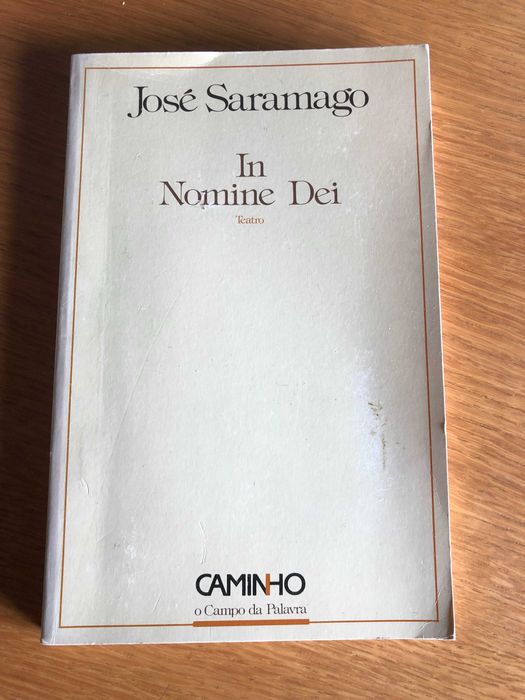 José Saramago
In
Nomine Dei
Teatro
CAMINHO
o Campo da Palavra